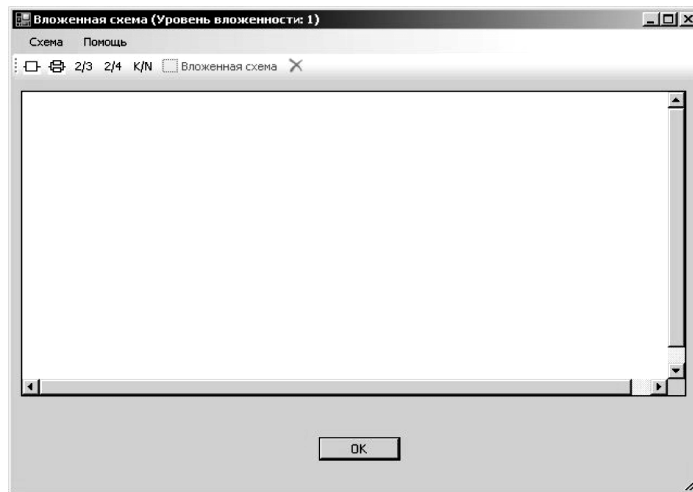 Вложенная схема (Уровень вложенности: 1)
Схема Помощь
2/3 2/4 K/N Вложенная схема
OK